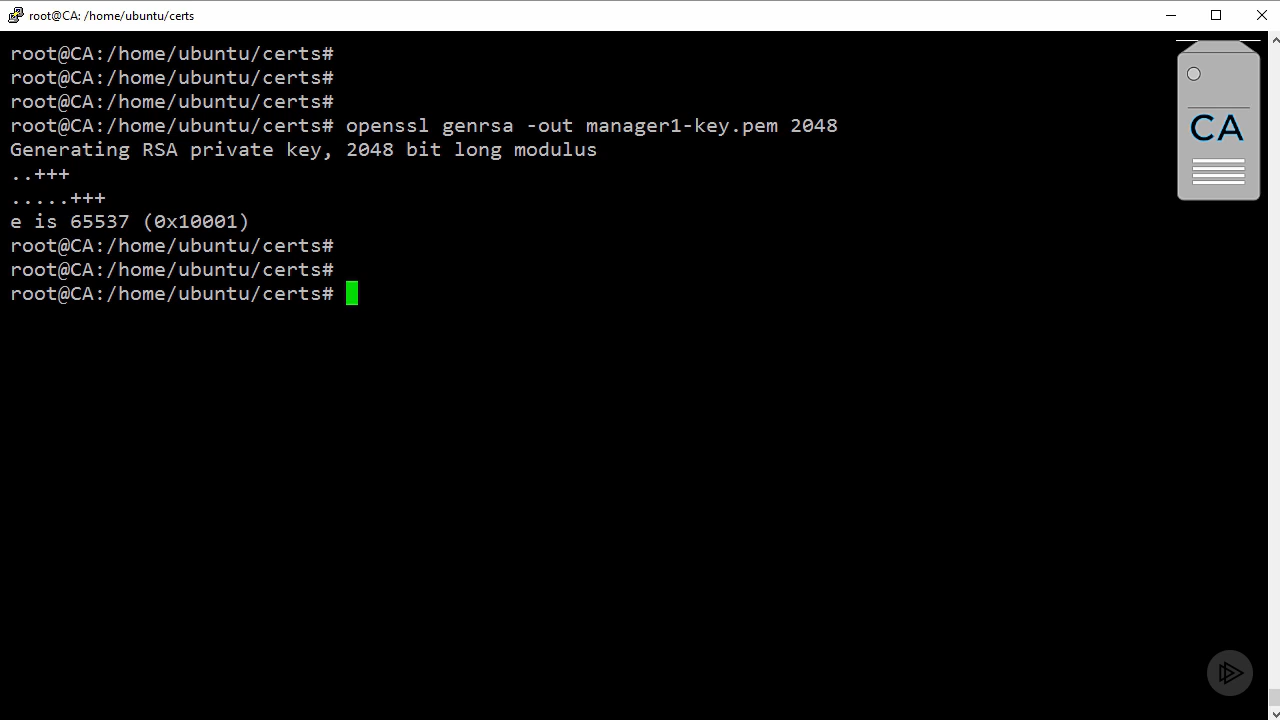 root@CA: /home/ubuntu/certs
root@CA:/home/ubuntu/certs#
root@CA:/home/ubuntu/certs#
root@CA:/home/ubuntu/certs#
root@CA:/home/ubuntu/certs# openssl genrsa -out manager1-key.pem 2048
Generating RSA private key, 2048 bit long modulus
..+++
.....+++
e is 65537 (0x10001)
root@CA:/home/ubuntu/certs#
root@CA:/home/ubuntu/certs#
root@CA:/home/ubuntu/certs#
CA